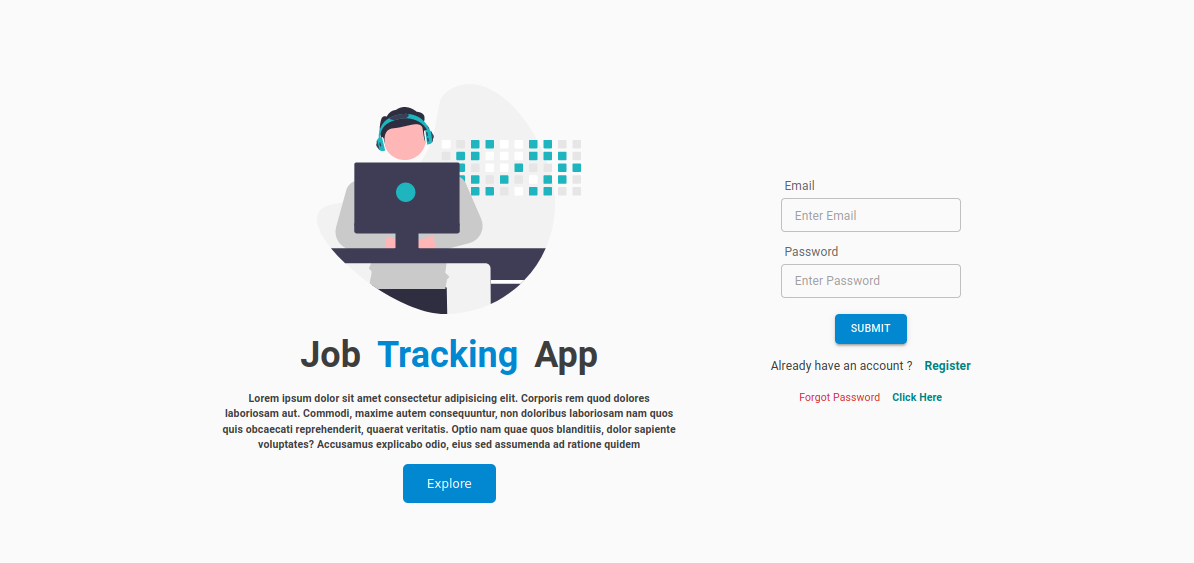 Job Tracking App
Lorem ipsum dolor sit amet consectetur adipisicing elit. Corporis rem quod dolores
laboriosam aut. Commodi, maxime autem consequuntur, non doloribus laboriosam nam quos
quis obcaecati reprehenderit, quaerat veritatis. Optio nam quae quos blanditiis, dolor sapiente
voluptates? Accusamus explicabo odio, eius sed assumenda ad ratione quidem
Explore
Email
Enter Email
Password
Enter Password
SUBMIT
Already have an account ? Register
Forgot Password Click Here